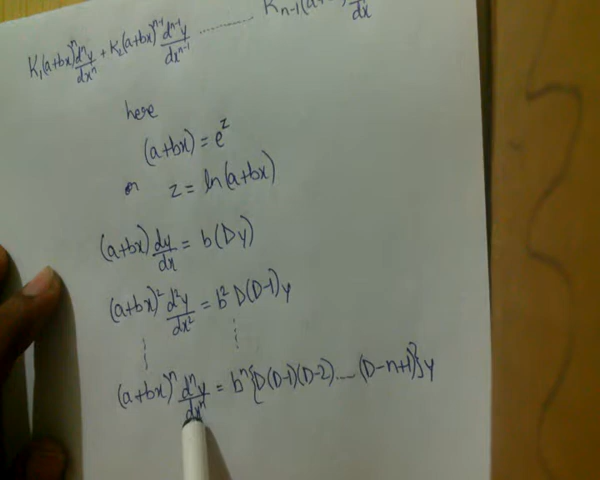 K₁(a+bx)ⁿ dⁿy/dxⁿ + K₂(a+bx)ⁿ⁻¹ dⁿ⁻¹y/dxⁿ⁻¹ ............ Kₙ₋₁(a+ dx
here
(a+bx) = e^z
or z = ln(a+bx)
(a+bx) dy/dx = b(Dy)
(a+bx)² d²y/dx² = b² D(D-1)y
(a+bx)ⁿ dⁿy/dxⁿ = bⁿ{D(D-1)(D-2).....(D-n+1)}y